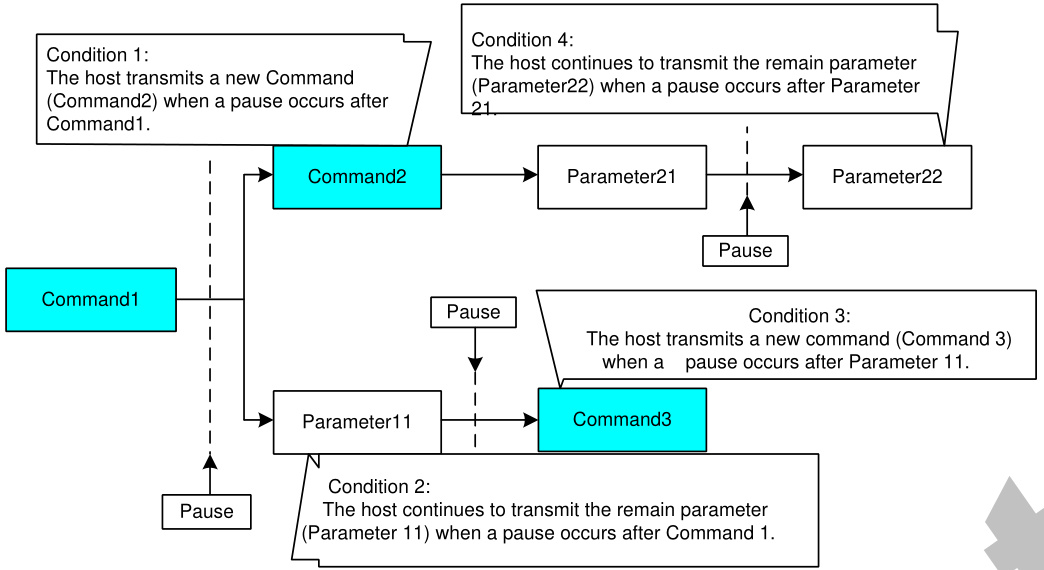 Condition 1:
The host transmits a new Command
(Command2) when a pause occurs after
Command1.
Condition 4:
The host continues to transmit the remain parameter
(Parameter22) when a pause occurs after Parameter
21.
Command2
Parameter21
Parameter22
Pause
Command1
Pause
Condition 3:
The host transmits a new command (Command 3)
when a pause occurs after Parameter 11.
Parameter11
Command3
Pause
Condition 2:
The host continues to transmit the remain parameter
(Parameter 11) when a pause occurs after Command 1.